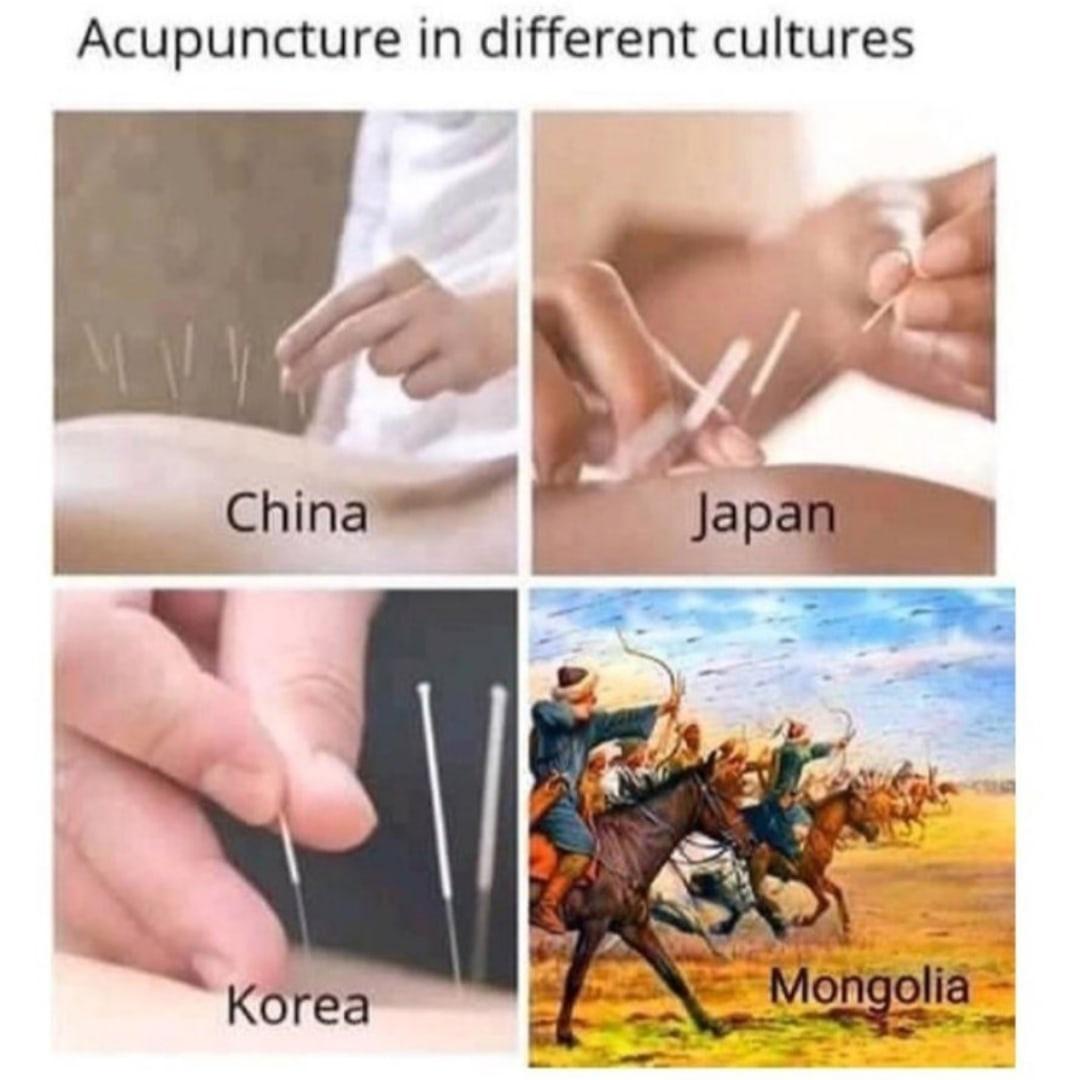 Acupuncture in different cultures
China
Japan
Korea
Mongolia